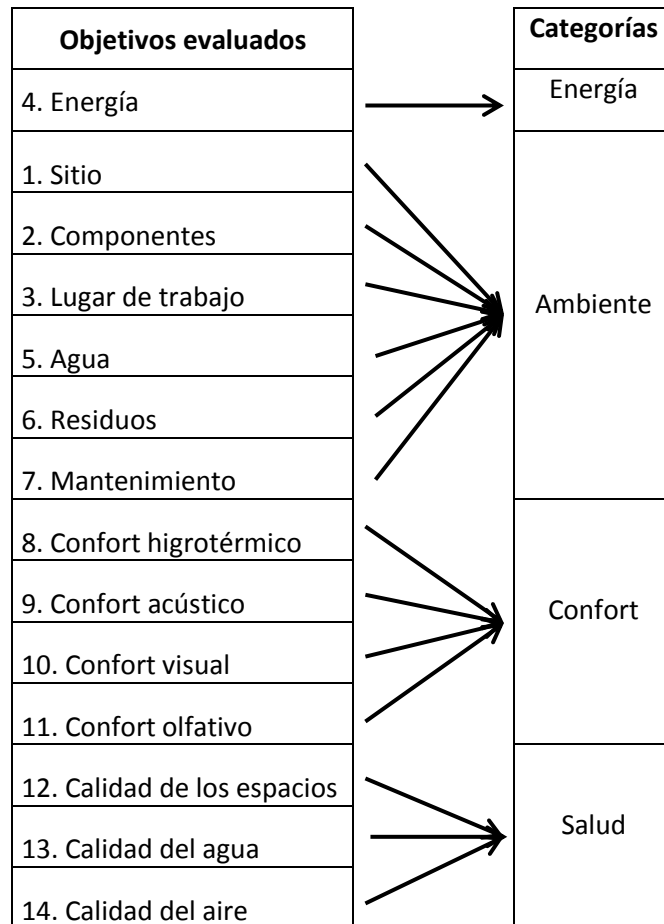 Objetivos evaluados
4. Energía
1. Sitio
2. Componentes
3. Lugar de trabajo
5. Agua
6. Residuos
7. Mantenimiento
8. Confort higrotérmico
9. Confort acústico
10. Confort visual
11. Confort olfativo
12. Calidad de los espacios
13. Calidad del agua
14. Calidad del aire
Categorías
Energía
Ambiente
Confort
Salud